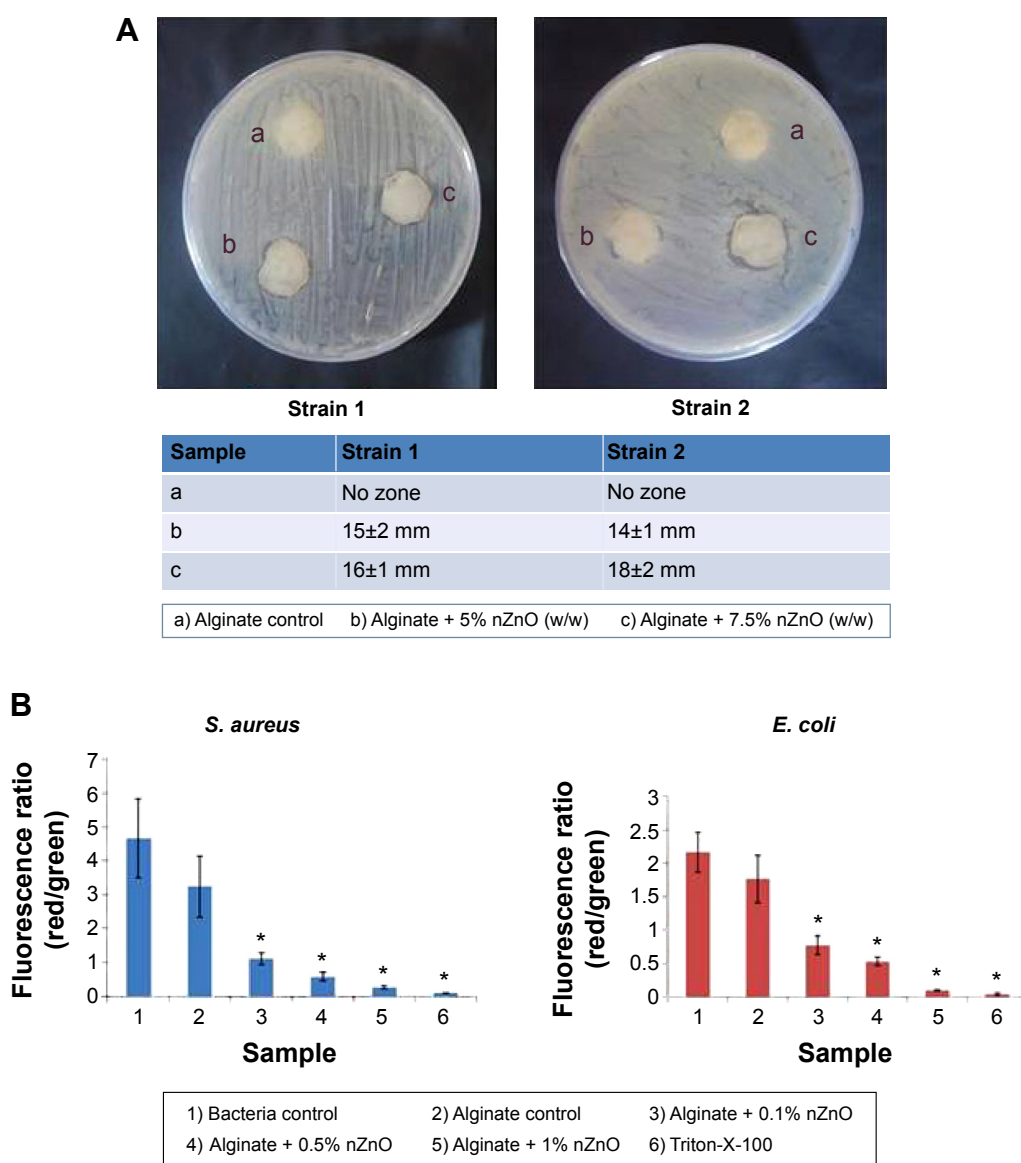 A
a
b
c
a
b
c
Strain 1 Strain 2
Sample Strain 1 Strain 2
a No zone No zone
b 15±2 mm 14±1 mm
c 16±1 mm 18±2 mm
a) Alginate control b) Alginate + 5% nZnO (w/w) c) Alginate + 7.5% nZnO (w/w)
B
S. aureus
Fluorescence ratio
(red/green)
7
6
5
4
3
2
1
0
* * * *
1 2 3 4 5 6
Sample
E. coli
Fluorescence ratio
(red/green)
3
2.5
2
1.5
1
0.5
0
* * * *
1 2 3 4 5 6
Sample
1) Bacteria control 2) Alginate control 3) Alginate + 0.1% nZnO
4) Alginate + 0.5% nZnO 5) Alginate + 1% nZnO 6) Triton-X-100